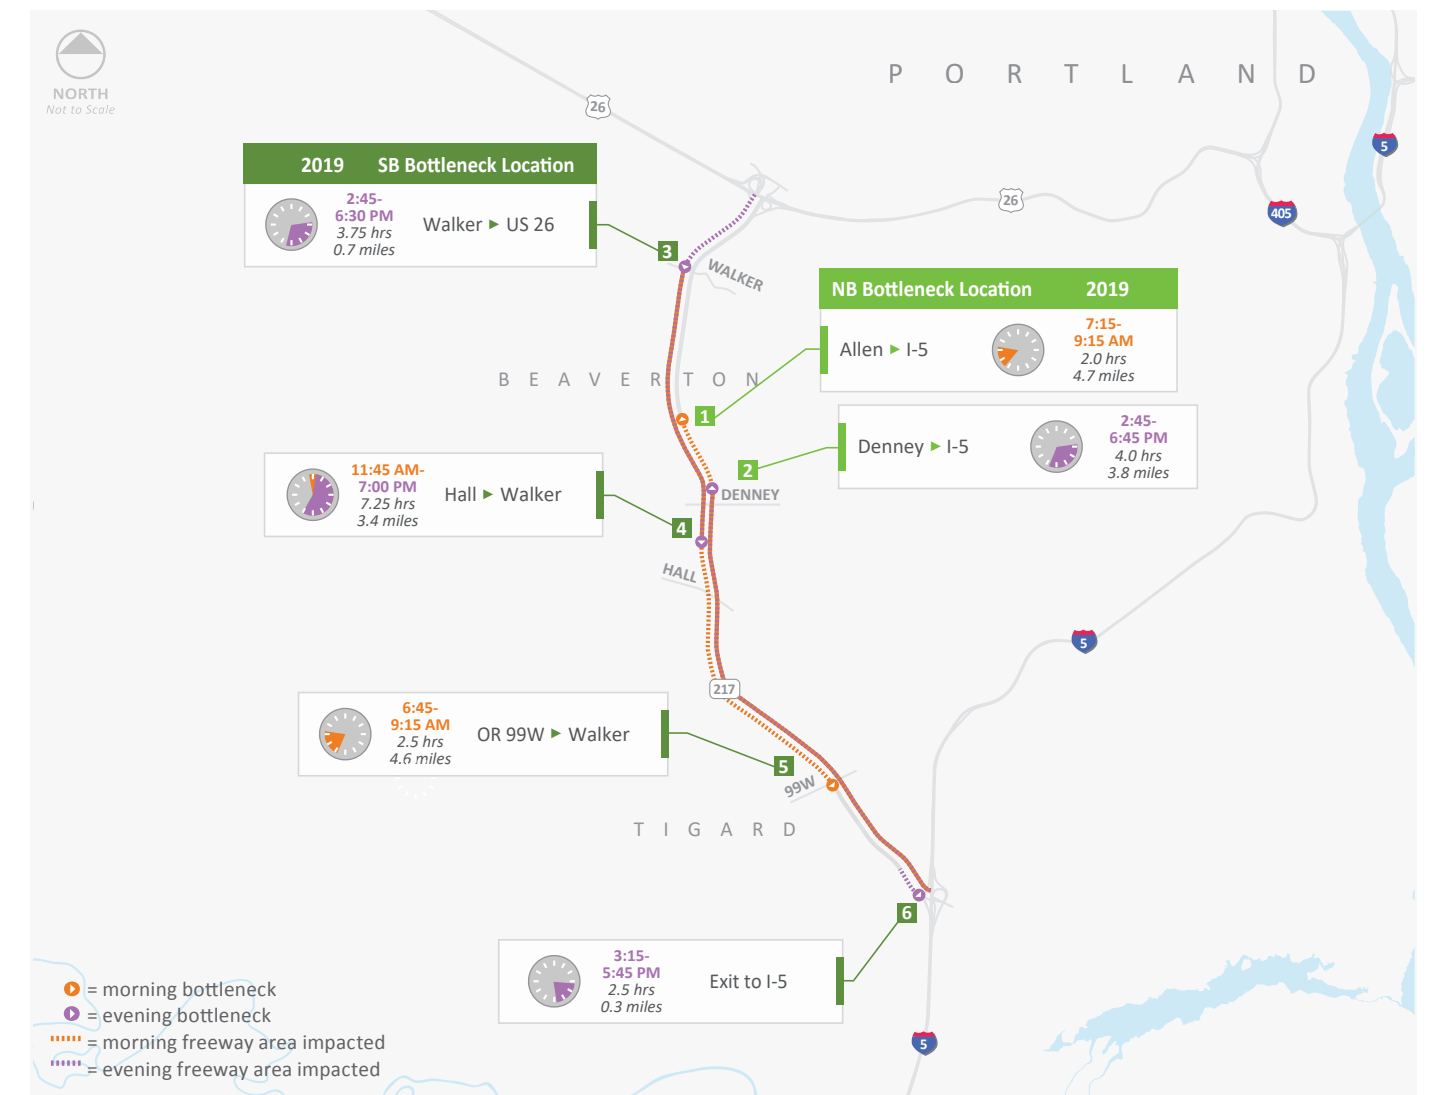 NORTH
Not to Scale
P O R T L A N D
26
5
2019 SB Bottleneck Location
2:45-
6:30 PM
3.75 hrs
0.7 miles
Walker ▶ US 26
26
405
3
WALKER
NB Bottleneck Location 2019
Allen ▶ I-5
7:15-
9:15 AM
2.0 hrs
4.7 miles
B E A V E R T O N
1
Denney ▶ I-5
2:45-
6:45 PM
4.0 hrs
3.8 miles
2
DENNEY
11:45 AM-
7:00 PM
7.25 hrs
3.4 miles
Hall ▶ Walker
4
HALL
5
217
6:45-
9:15 AM
2.5 hrs
4.6 miles
OR 99W ▶ Walker
5
99W
T I G A R D
6
3:15-
5:45 PM
2.5 hrs
0.3 miles
Exit to I-5
5
= morning bottleneck
= evening bottleneck
= morning freeway area impacted
= evening freeway area impacted